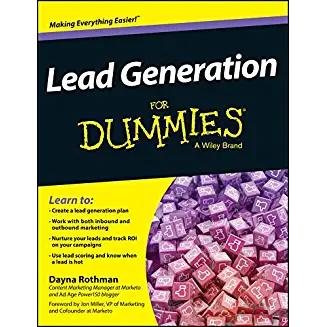 Making Everything Easier!™
Lead Generation
FOR
DUMMIES®
A Wiley Brand
Learn to:
• Create a lead generation plan
• Work with both inbound and
outbound marketing
• Nurture your leads and track ROI
on your campaigns
• Use lead scoring and know when
a lead is hot
Dayna Rothman
Content Marketing Manager at Marketo
and Ad Age Power150 blogger
Foreword by Jon Miller, VP of Marketing
and Cofounder at Marketo